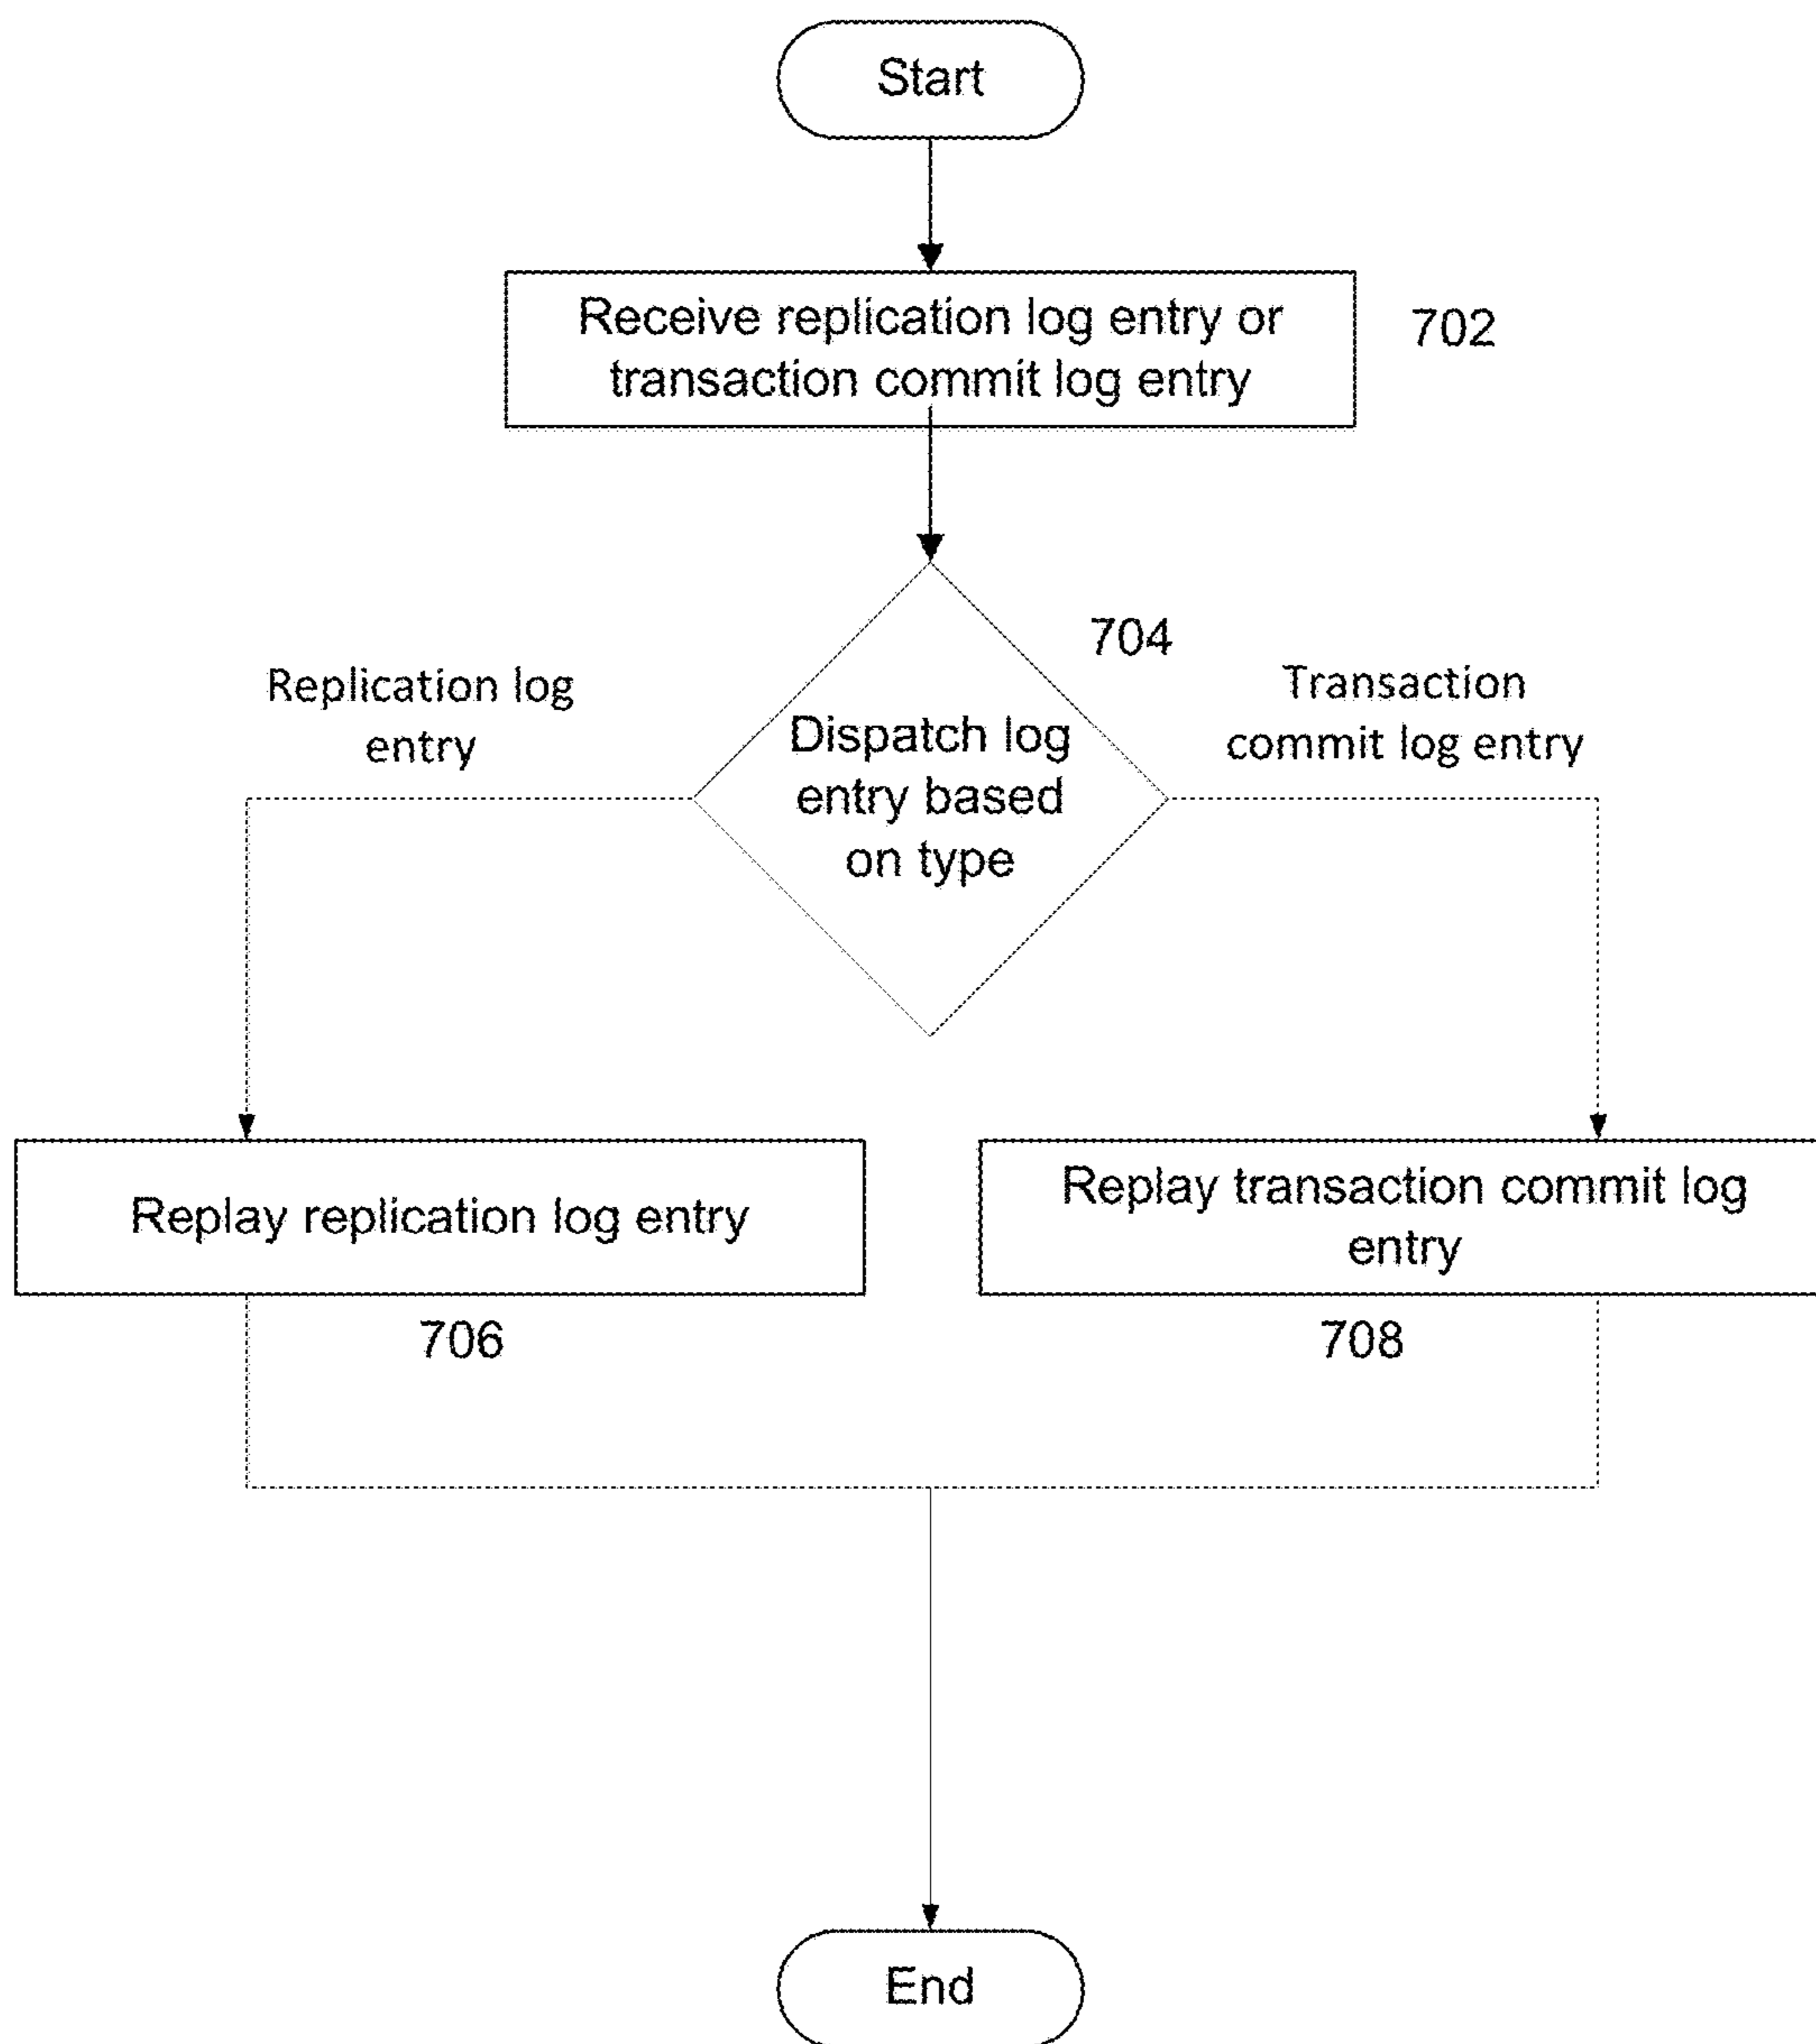 Start
Receive replication log entry or
transaction commit log entry
702
704
Replication log
entry
Transaction
commit log entry
Dispatch log
entry based
on type
Replay replication log entry
Replay transaction commit log
entry
706
708
End